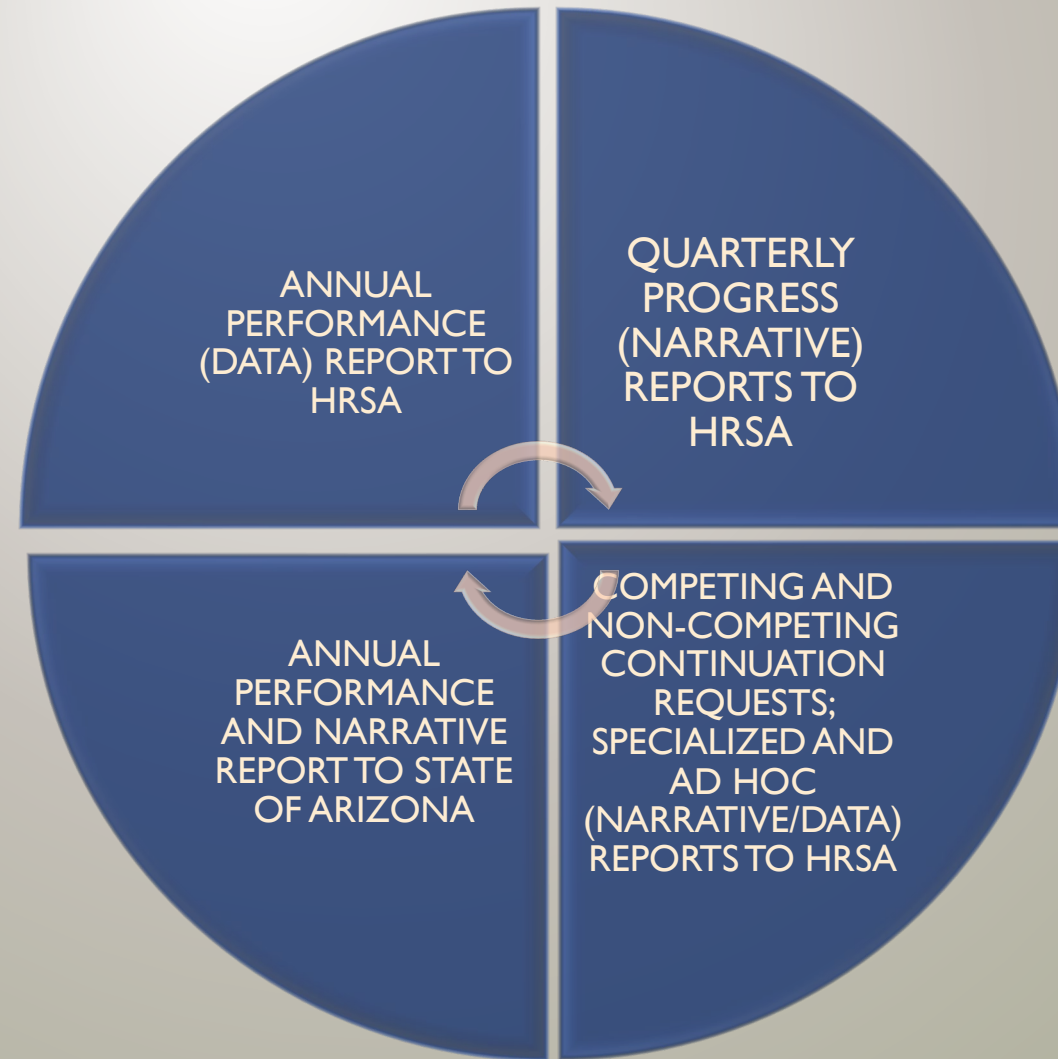 ANNUAL
PERFORMANCE
(DATA) REPORT TO
HRSA
QUARTERLY
PROGRESS
(NARRATIVE)
REPORTS TO
HRSA
ANNUAL
PERFORMANCE
AND NARRATIVE
REPORT TO STATE
OF ARIZONA
COMPETING AND
NON-COMPETING
CONTINUATION
REQUESTS;
SPECIALIZED AND
AD HOC
(NARRATIVE/DATA)
REPORTS TO HRSA